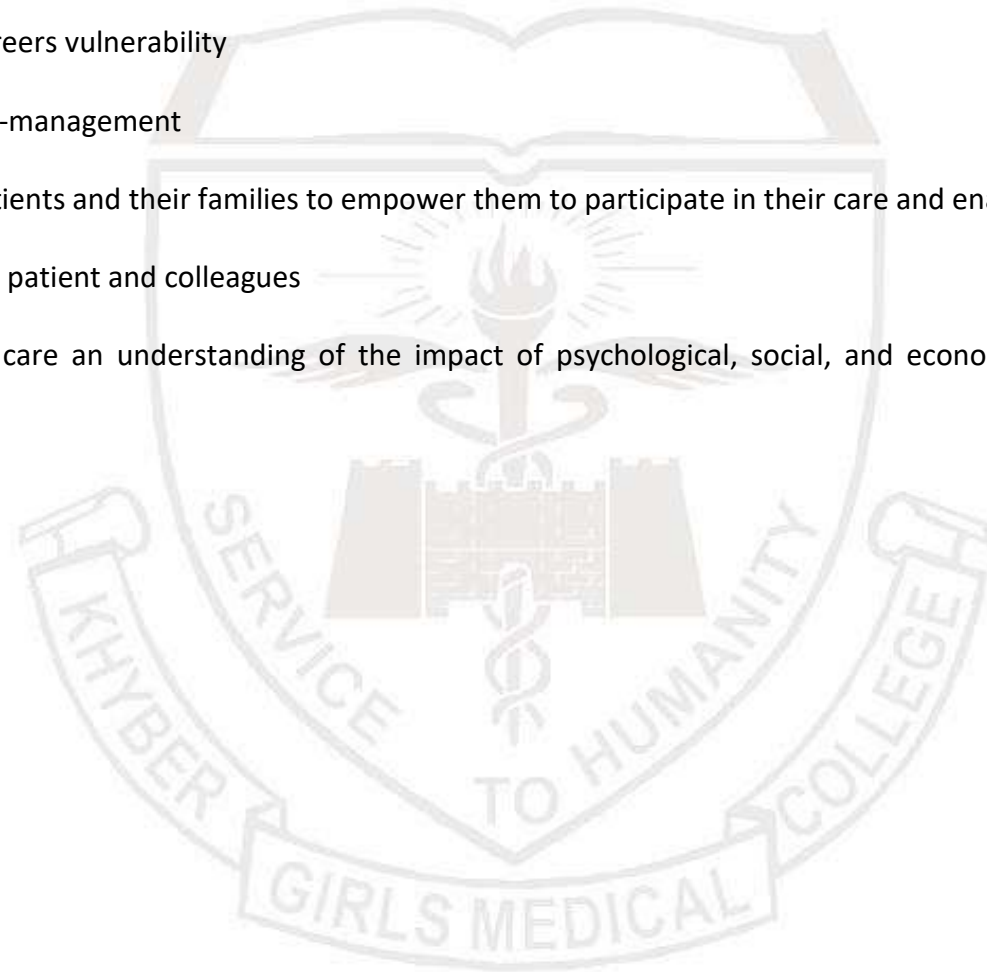 reers vulnerability
-management
tients and their families to empower them to participate in their care and ena
patient and colleagues
care an understanding of the impact of psychological, social, and econo
SERVICE
TO HUMANITY
KHYBER
GIRLS MEDICAL
COLLEGE